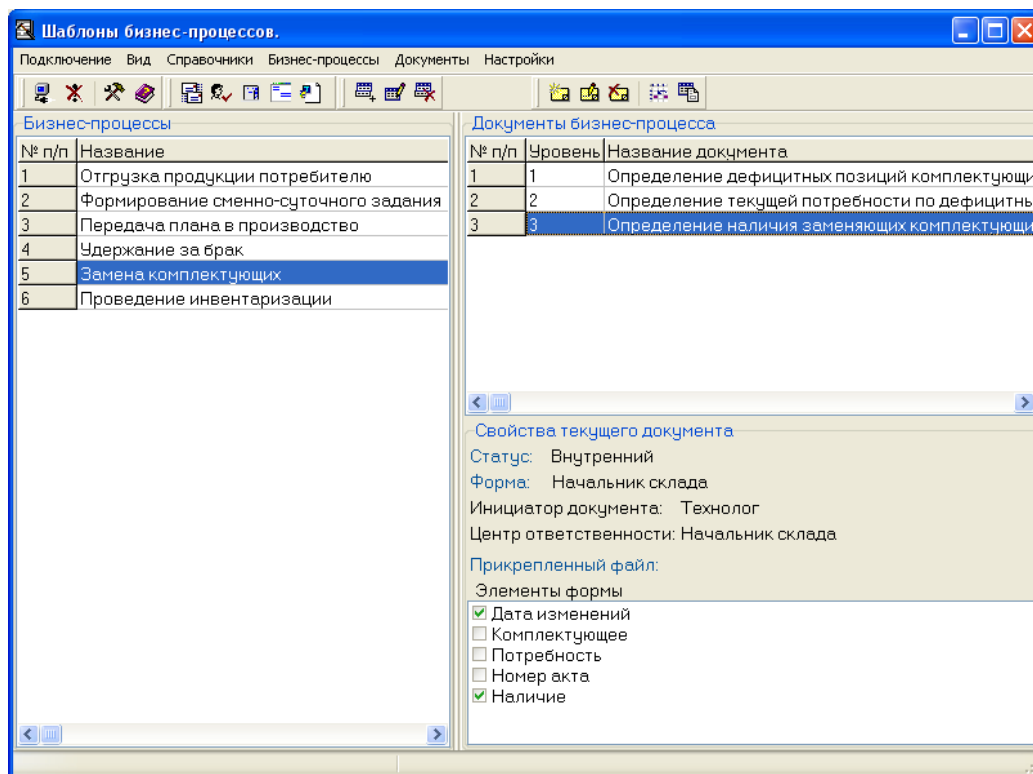 Шаблоны бизнес-процессов.
Подключение Вид Справочники Бизнес-процессы Документы Настройки
Бизнес-процессы
№ п/п Название
1 Отгрузка продукции потребителю
2 Формирование сменно-суточного задания
3 Передача плана в производство
4 Удержание за брак
5 Замена комплектующих
6 Проведение инвентаризации
Документы бизнес-процесса
№ п/п Уровень Название документа
1 1 Определение дефицитных позиций комплектующи
2 2 Определение текущей потребности по дефицитнь
3 3 Определение наличия заменяющих комплектующи
Свойства текущего документа
Статус: Внутренний
Форма: Начальник склада
Инициатор документа: Технолог
Центр ответственности: Начальник склада
Прикрепленный файл:
Элементы формы
Дата изменений
Комплектующее
Потребность
Номер акта
Наличие